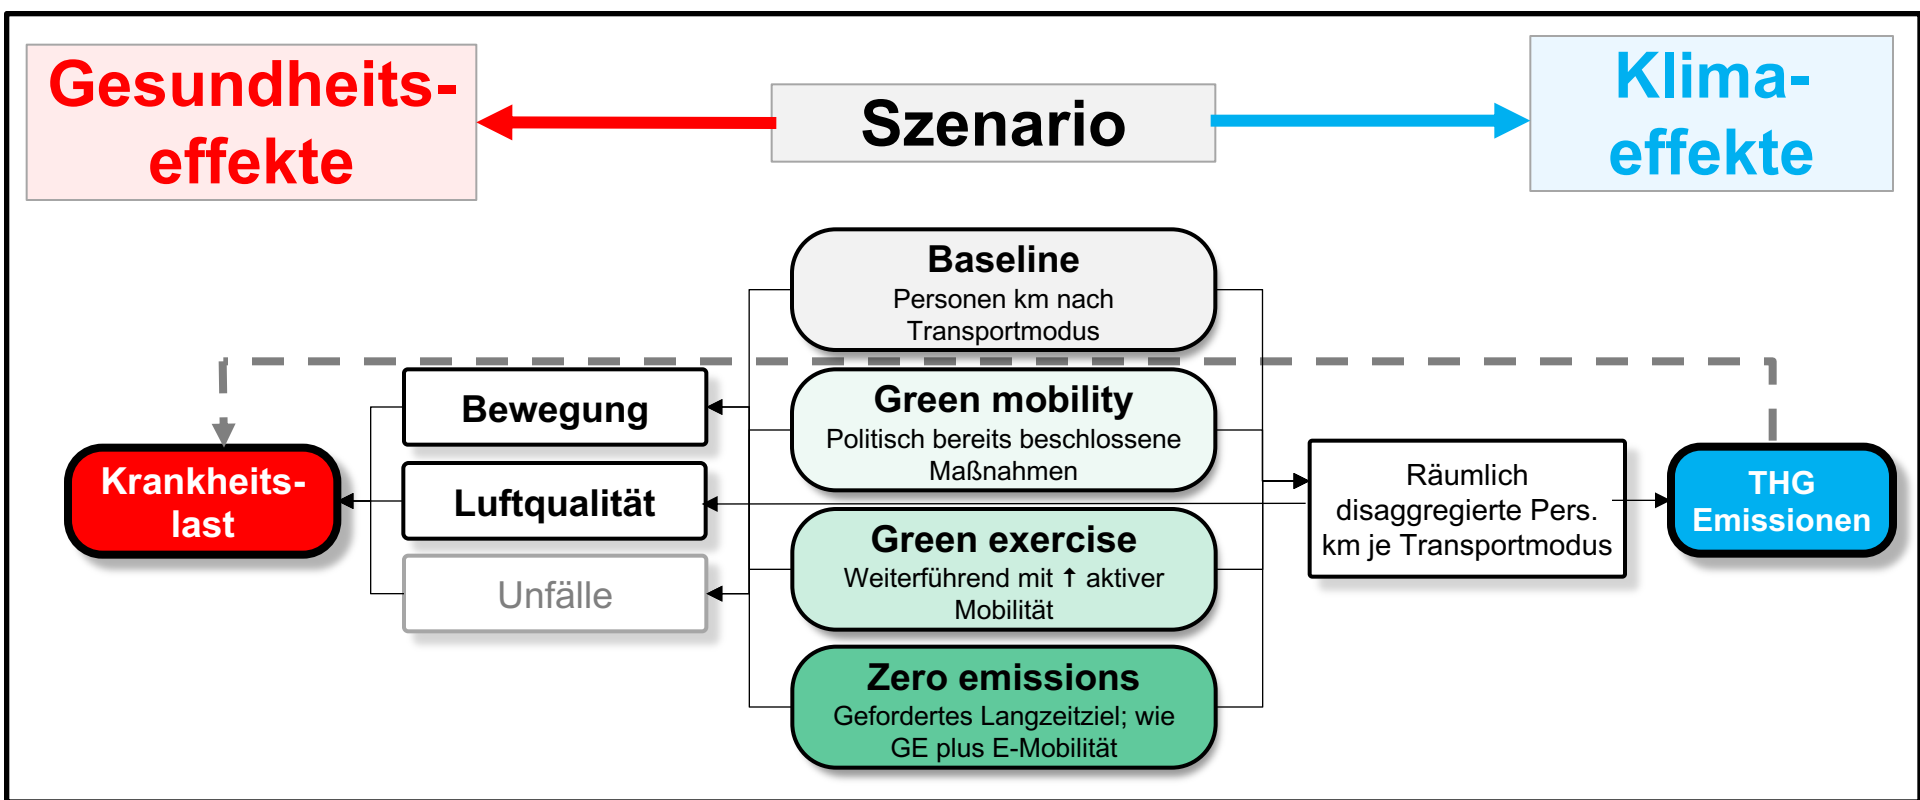 Gesundheits-
effekte
Szenario
Klima-
effekte
Baseline
Personen km nach
Transportmodus
Bewegung
Green mobility
Politisch bereits beschlossene
Maßnahmen
Krankheits-
last
Luftqualität
Räumlich
disaggregierte Pers.
km je Transportmodus
THG
Emissionen
Unfälle
Green exercise
Weiterführend mit ↑ aktiver
Mobilität
Zero emissions
Gefordertes Langzeitziel; wie
GE plus E-Mobilität